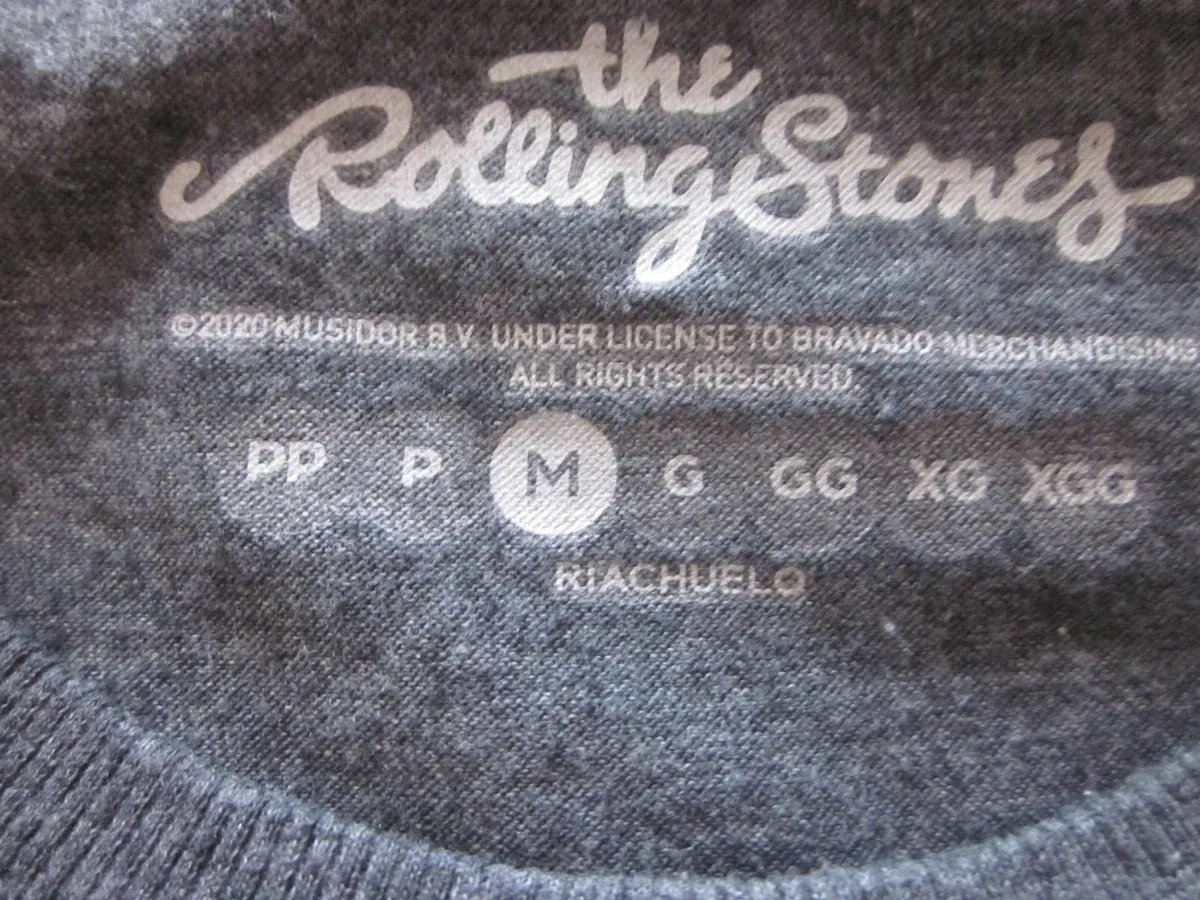 the
Rolling Stones
©2020 MUSIDOR B.V. UNDER LICENSE TO BRAVADO MERCHANDISING
ALL RIGHTS RESERVED.
PP P M G GG XG XGG
RIACHUELO